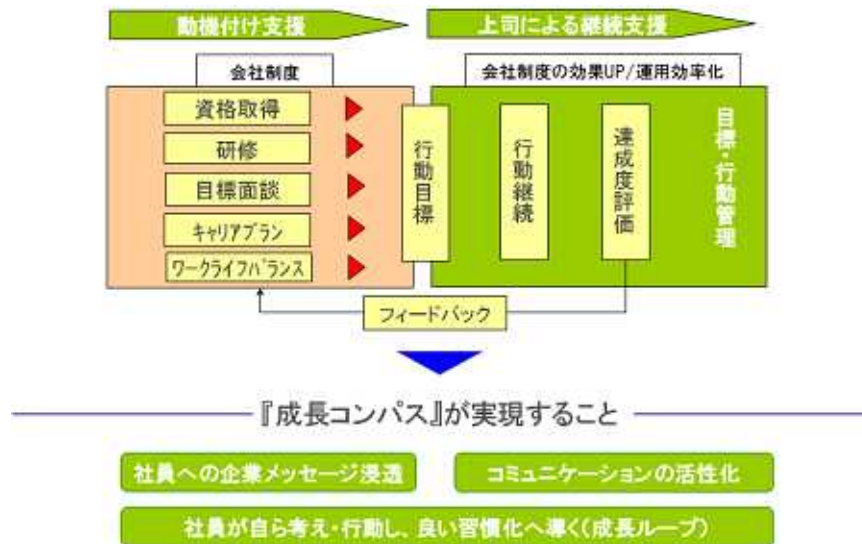 動機付け支援
上司による継続支援
会社制度
会社制度の効果UP/運用効率化
資格取得
研修
目標面談
キャリアプラン
ワークライフバランス
行動目標
行動継続
達成度評価
目標・行動管理
フィードバック
『成長コンパス』が実現すること
社員への企業メッセージ浸透
コミュニケーションの活性化
社員が自ら考え・行動し、良い習慣化へ導く(成長ループ)